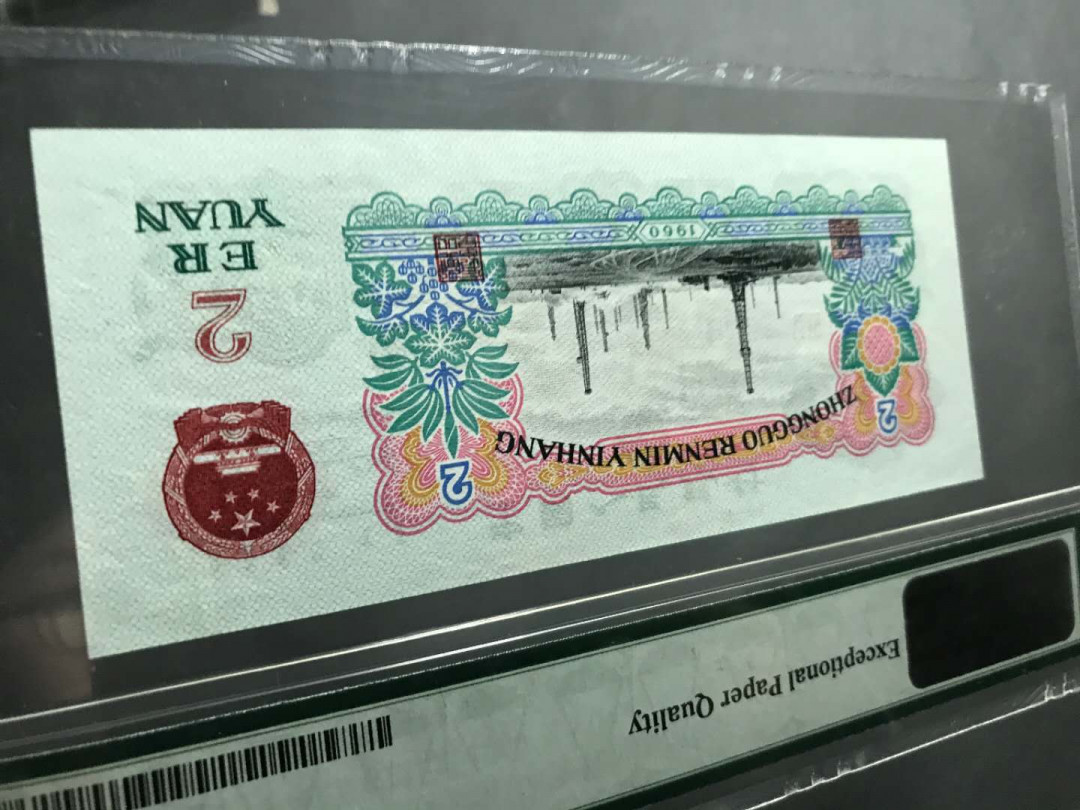 Exceptional Paper Quality
ZHONGGUO RENMIN YINHANG
2
2
2
ER
YUAN
1960